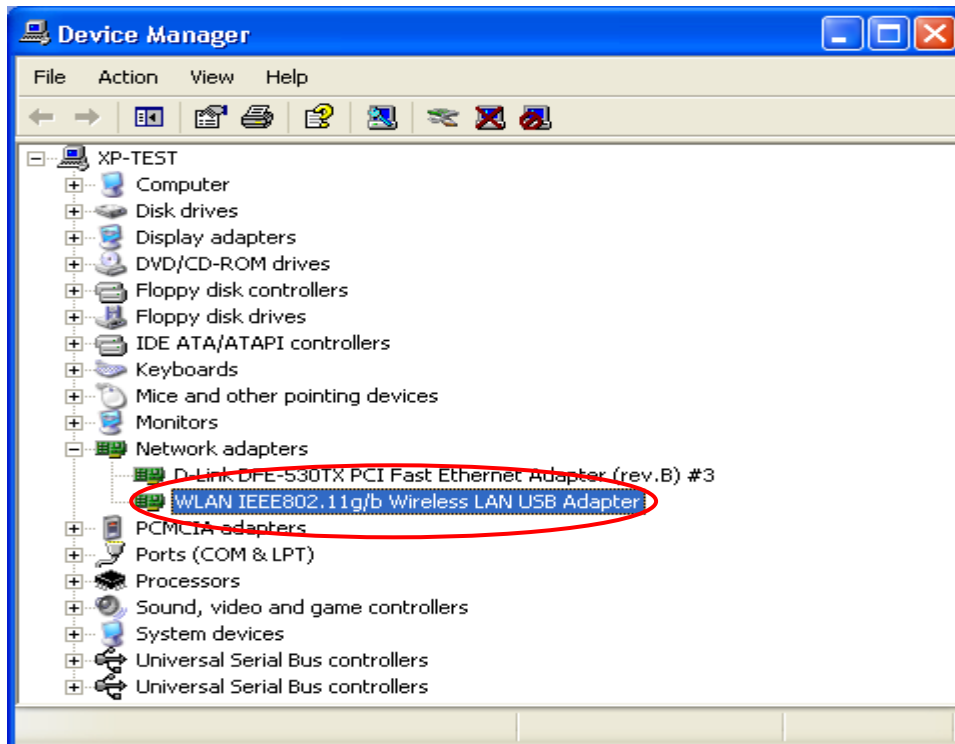 Device Manager
File Action View Help
XP-TEST
Computer
Disk drives
Display adapters
DVD/CD-ROM drives
Floppy disk controllers
Floppy disk drives
IDE ATA/ATAPI controllers
Keyboards
Mice and other pointing devices
Monitors
Network adapters
D-Link DFE-530TX PCI Fast Ethernet Adapter (rev.B) #3
WLAN IEEE802.11g/b Wireless LAN USB Adapter
PCMCIA adapters
Ports (COM & LPT)
Processors
Sound, video and game controllers
System devices
Universal Serial Bus controllers
Universal Serial Bus controllers